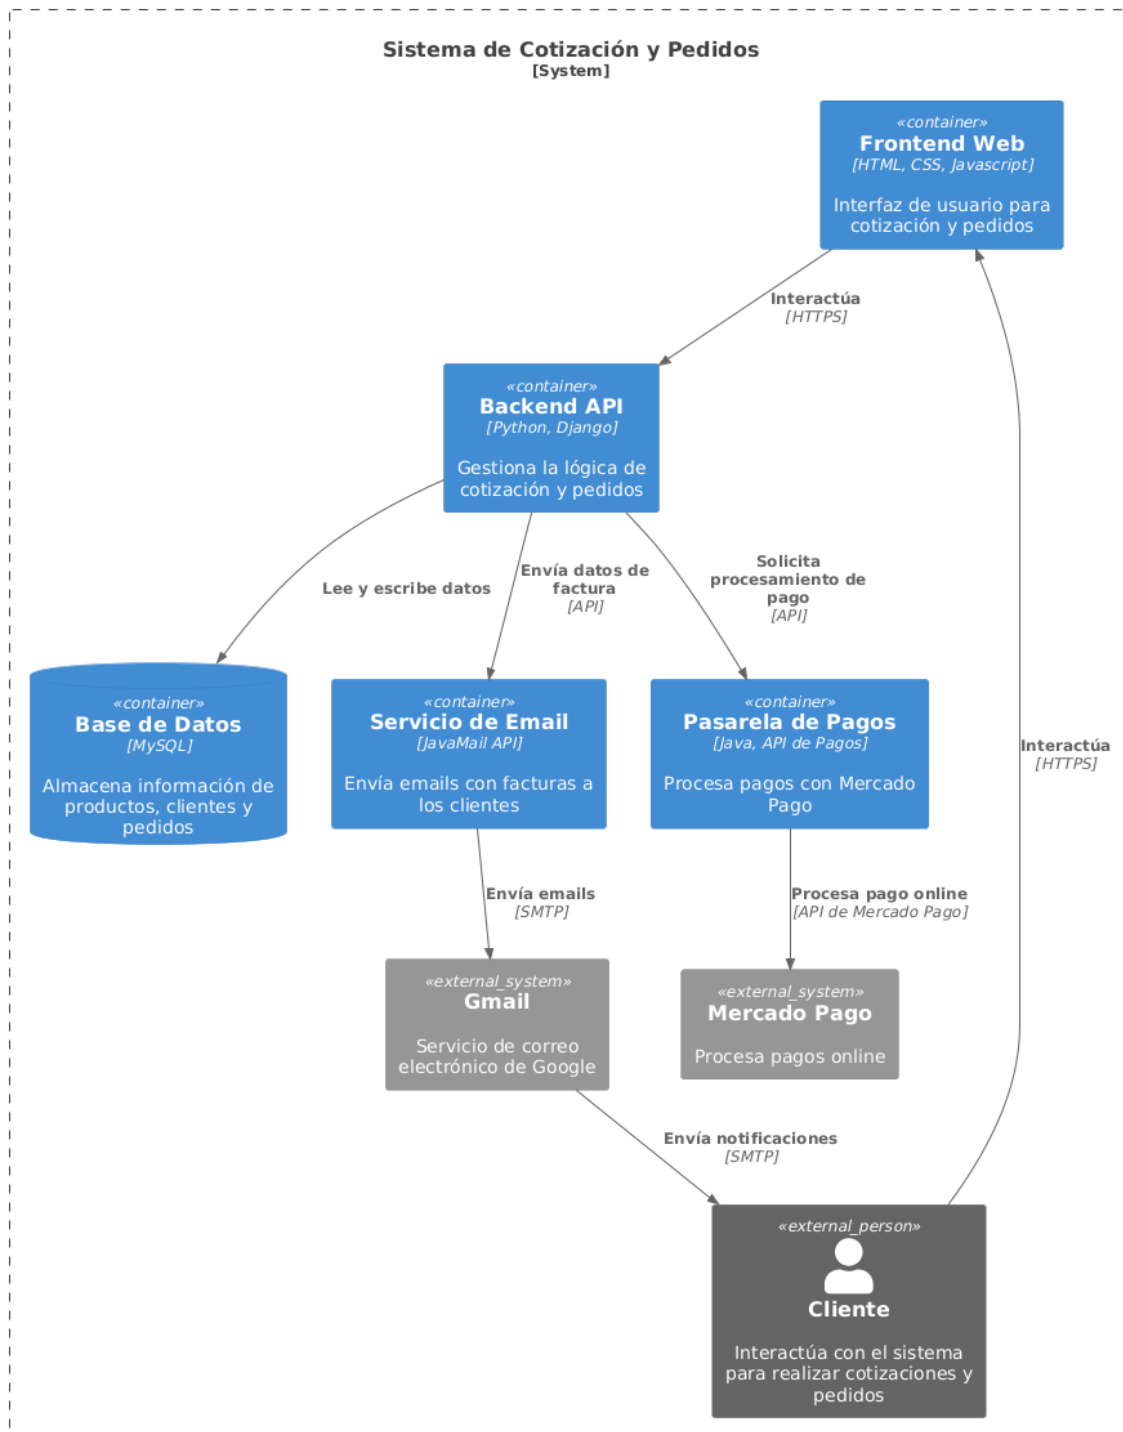 Sistema de Cotización y Pedidos
[System]
«container»
Frontend Web
[HTML, CSS, Javascript]
Interfaz de usuario para
cotización y pedidos
Interactúa
[HTTPS]
«container»
Backend API
[Python, Django]
Gestiona la lógica de
cotización y pedidos
Lee y escribe datos
Envía datos de
factura
[API]
Solicita
procesamiento de
pago
[API]
«container»
Base de Datos
[MySQL]
Almacena información de
productos, clientes y
pedidos
«container»
Servicio de Email
[JavaMail API]
Envía emails con facturas a
los clientes
«container»
Pasarela de Pagos
[Java, API de Pagos]
Procesa pagos con Mercado
Pago
Interactúa
[HTTPS]
Envía emails
[SMTP]
Procesa pago online
[API de Mercado Pago]
«external_system»
Gmail
Servicio de correo
electrónico de Google
«external_system»
Mercado Pago
Procesa pagos online
Envía notificaciones
[SMTP]
«external_person»
Cliente
Interactúa con el sistema
para realizar cotizaciones y
pedidos